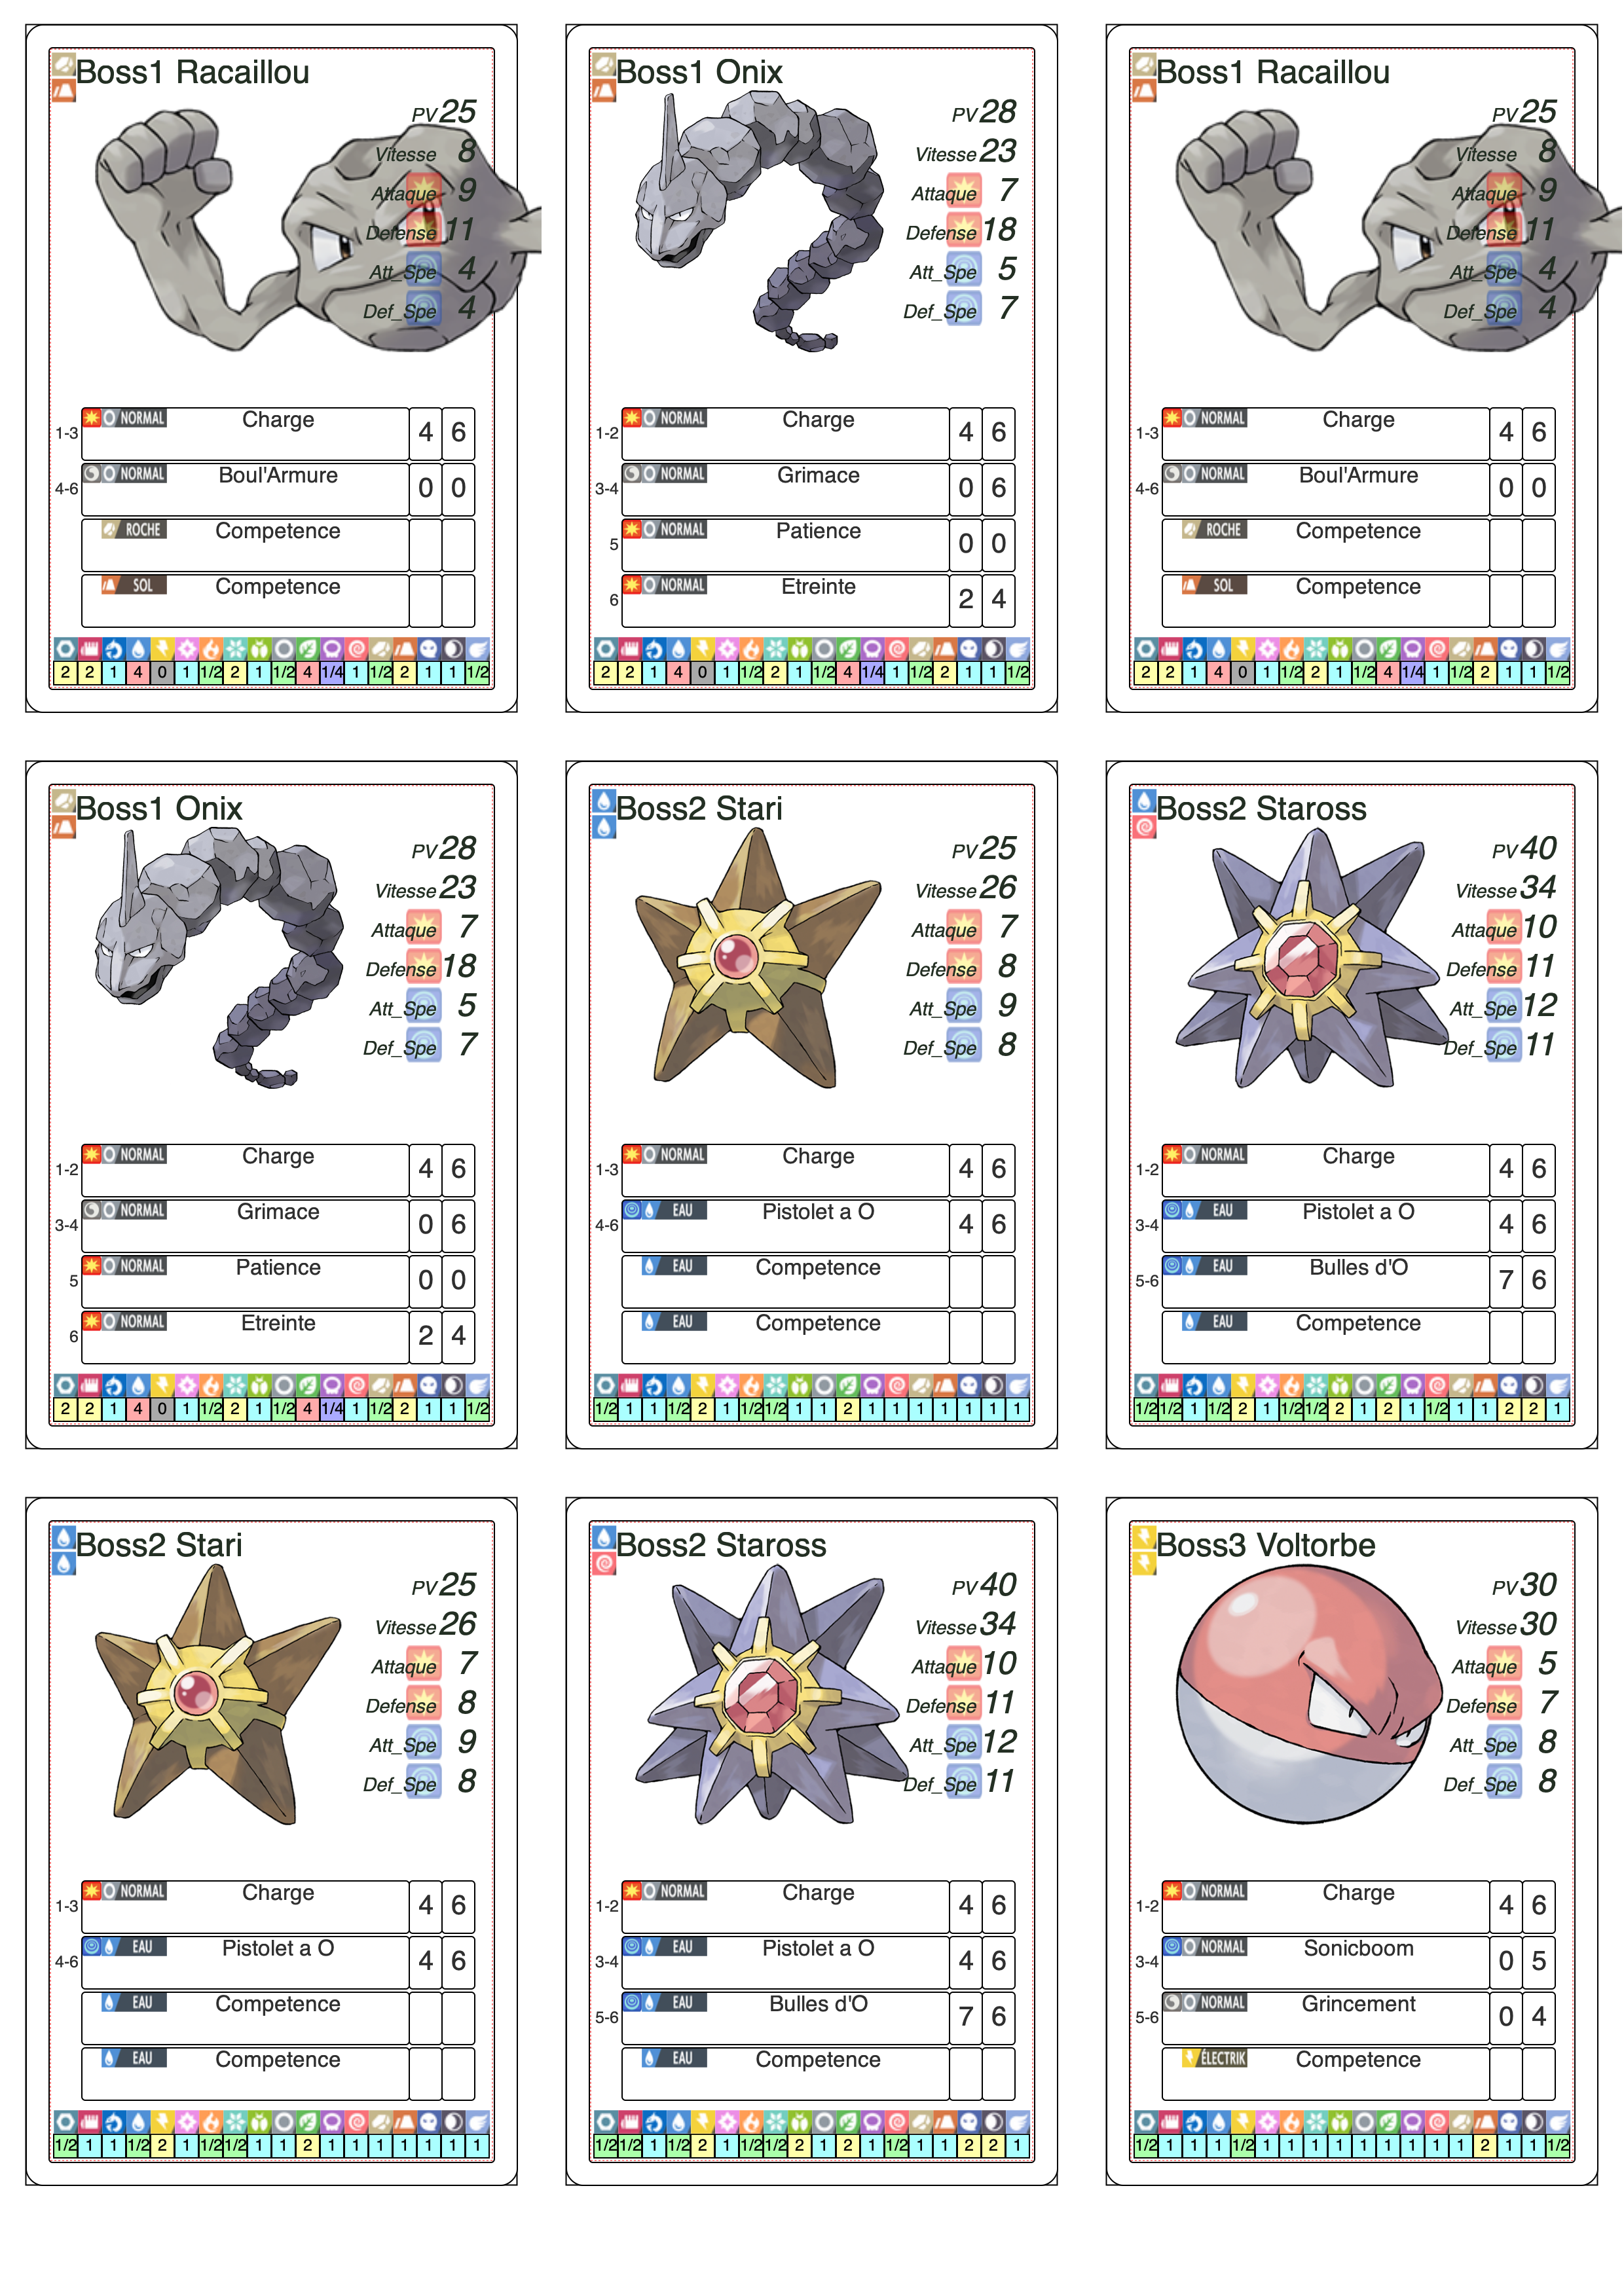 Boss1 Racaillou
PV 25
Vitesse 8
Attaque 9
Defense 11
Att_Spe 4
Def_Spe 4
1-3 NORMAL Charge 4 6
4-6 NORMAL Boul'Armure 0 0
ROCHE Competence
SOL Competence
2 2 1 4 0 1 1/2 2 1 1/2 4 1/4 1 1/2 2 1 1 1/2
Boss1 Onix
PV 28
Vitesse 23
Attaque 7
Defense 18
Att_Spe 5
Def_Spe 7
1-2 NORMAL Charge 4 6
3-4 NORMAL Grimace 0 6
5 NORMAL Patience 0 0
6 NORMAL Etreinte 2 4
2 2 1 4 0 1 1/2 2 1 1/2 4 1/4 1 1/2 2 1 1 1/2
Boss1 Racaillou
PV 25
Vitesse 8
Attaque 9
Defense 11
Att_Spe 4
Def_Spe 4
1-3 NORMAL Charge 4 6
4-6 NORMAL Boul'Armure 0 0
ROCHE Competence
SOL Competence
2 2 1 4 0 1 1/2 2 1 1/2 4 1/4 1 1/2 2 1 1 1/2
Boss1 Onix
PV 28
Vitesse 23
Attaque 7
Defense 18
Att_Spe 5
Def_Spe 7
1-2 NORMAL Charge 4 6
3-4 NORMAL Grimace 0 6
5 NORMAL Patience 0 0
6 NORMAL Etreinte 2 4
2 2 1 4 0 1 1/2 2 1 1/2 4 1/4 1 1/2 2 1 1 1/2
Boss2 Stari
PV 25
Vitesse 26
Attaque 7
Defense 8
Att_Spe 9
Def_Spe 8
1-3 NORMAL Charge 4 6
4-6 EAU Pistolet a O 4 6
EAU Competence
EAU Competence
1/2 1 1 1/2 2 1 1/2 1/2 1 1 2 1 1 1 1 1 1 1
Boss2 Staross
PV 40
Vitesse 34
Attaque 10
Defense 11
Att_Spe 12
Def_Spe 11
1-2 NORMAL Charge 4 6
3-4 EAU Pistolet a O 4 6
5-6 EAU Bulles d'O 7 6
EAU Competence
1/2 1/2 1 1/2 2 1 1/2 1/2 2 1 2 1 1/2 1 1 2 2 1
Boss2 Stari
PV 25
Vitesse 26
Attaque 7
Defense 8
Att_Spe 9
Def_Spe 8
1-3 NORMAL Charge 4 6
4-6 EAU Pistolet a O 4 6
EAU Competence
EAU Competence
1/2 1 1 1/2 2 1 1/2 1/2 1 1 2 1 1 1 1 1 1 1
Boss2 Staross
PV 40
Vitesse 34
Attaque 10
Defense 11
Att_Spe 12
Def_Spe 11
1-2 NORMAL Charge 4 6
3-4 EAU Pistolet a O 4 6
5-6 EAU Bulles d'O 7 6
EAU Competence
1/2 1/2 1 1/2 2 1 1/2 1/2 2 1 2 1 1/2 1 1 2 2 1
Boss3 Voltorbe
PV 30
Vitesse 30
Attaque 5
Defense 7
Att_Spe 8
Def_Spe 8
1-2 NORMAL Charge 4 6
3-4 NORMAL Sonicboom 0 5
5-6 NORMAL Grincement 0 4
ÉLECTRIK Competence
1/2 1 1 1 1/2 1 1 1 1 1 1 1 1 1 2 1 1 1/2